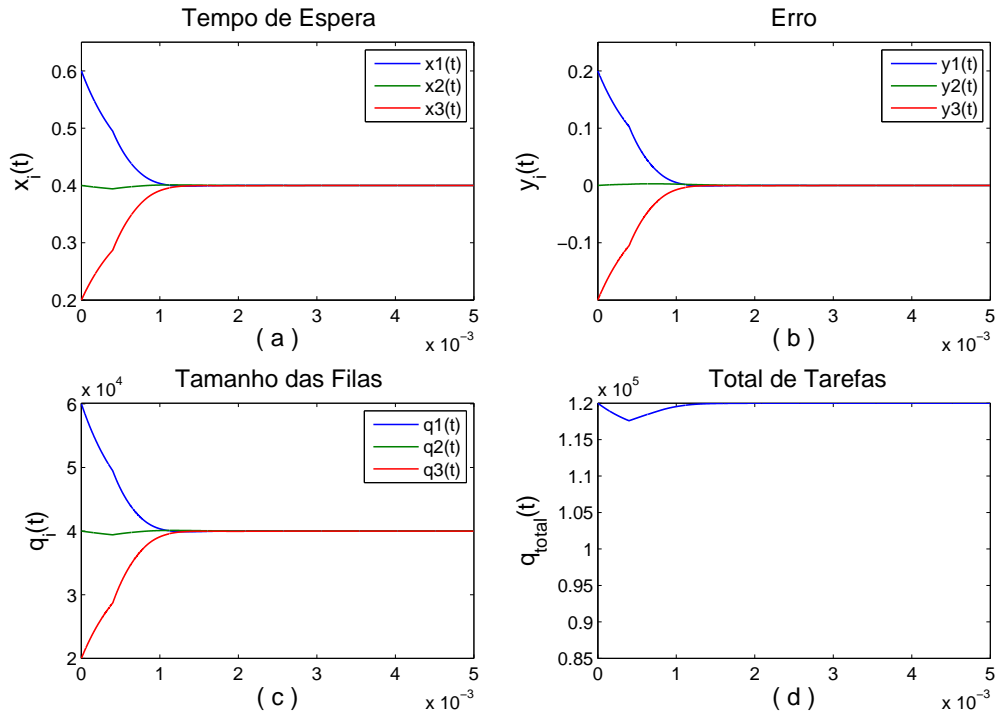 Tempo de Espera
x_i(t)
0.6
0.5
0.4
0.3
0.2
x1(t)
x2(t)
x3(t)
0 1 2 3 4 5
x 10^−3
( a )
Erro
y_i(t)
0.2
0.1
0
−0.1
y1(t)
y2(t)
y3(t)
0 1 2 3 4 5
x 10^−3
( b )
Tamanho das Filas
x 10^4
q_i(t)
6
5
4
3
2
q1(t)
q2(t)
q3(t)
0 1 2 3 4 5
x 10^−3
( c )
Total de Tarefas
x 10^5
q_total(t)
1.2
1.15
1.1
1.05
1
0.95
0.9
0.85
0 1 2 3 4 5
x 10^−3
( d )